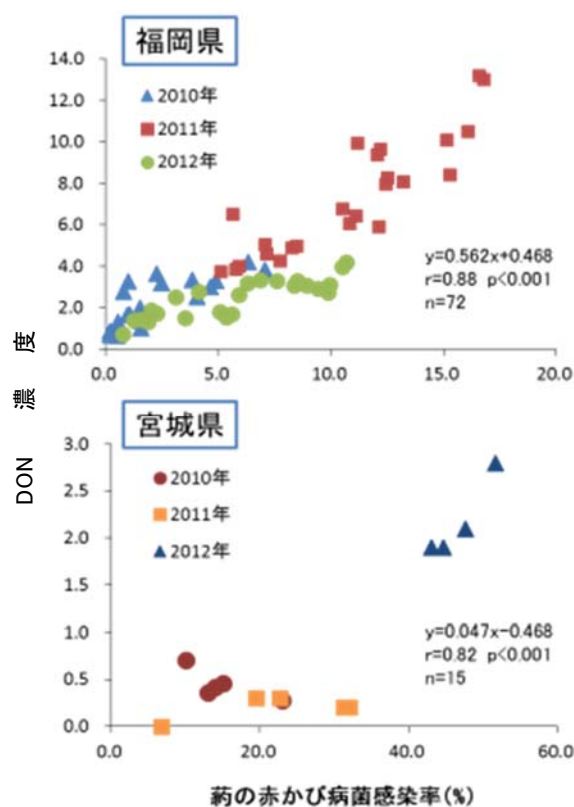 福岡県
14.0
12.0
10.0
8.0
6.0
4.0
2.0
0.0
2010年
2011年
2012年
y=0.562x+0.468
r=0.88 p<0.001
n=72
0.0 5.0 10.0 15.0 20.0
DON 濃 度
宮城県
3.0
2.5
2.0
1.5
1.0
0.5
0.0
2010年
2011年
2012年
y=0.047x-0.468
r=0.82 p<0.001
n=15
0.0 20.0 40.0 60.0
葯の赤かび病菌感染率(%)